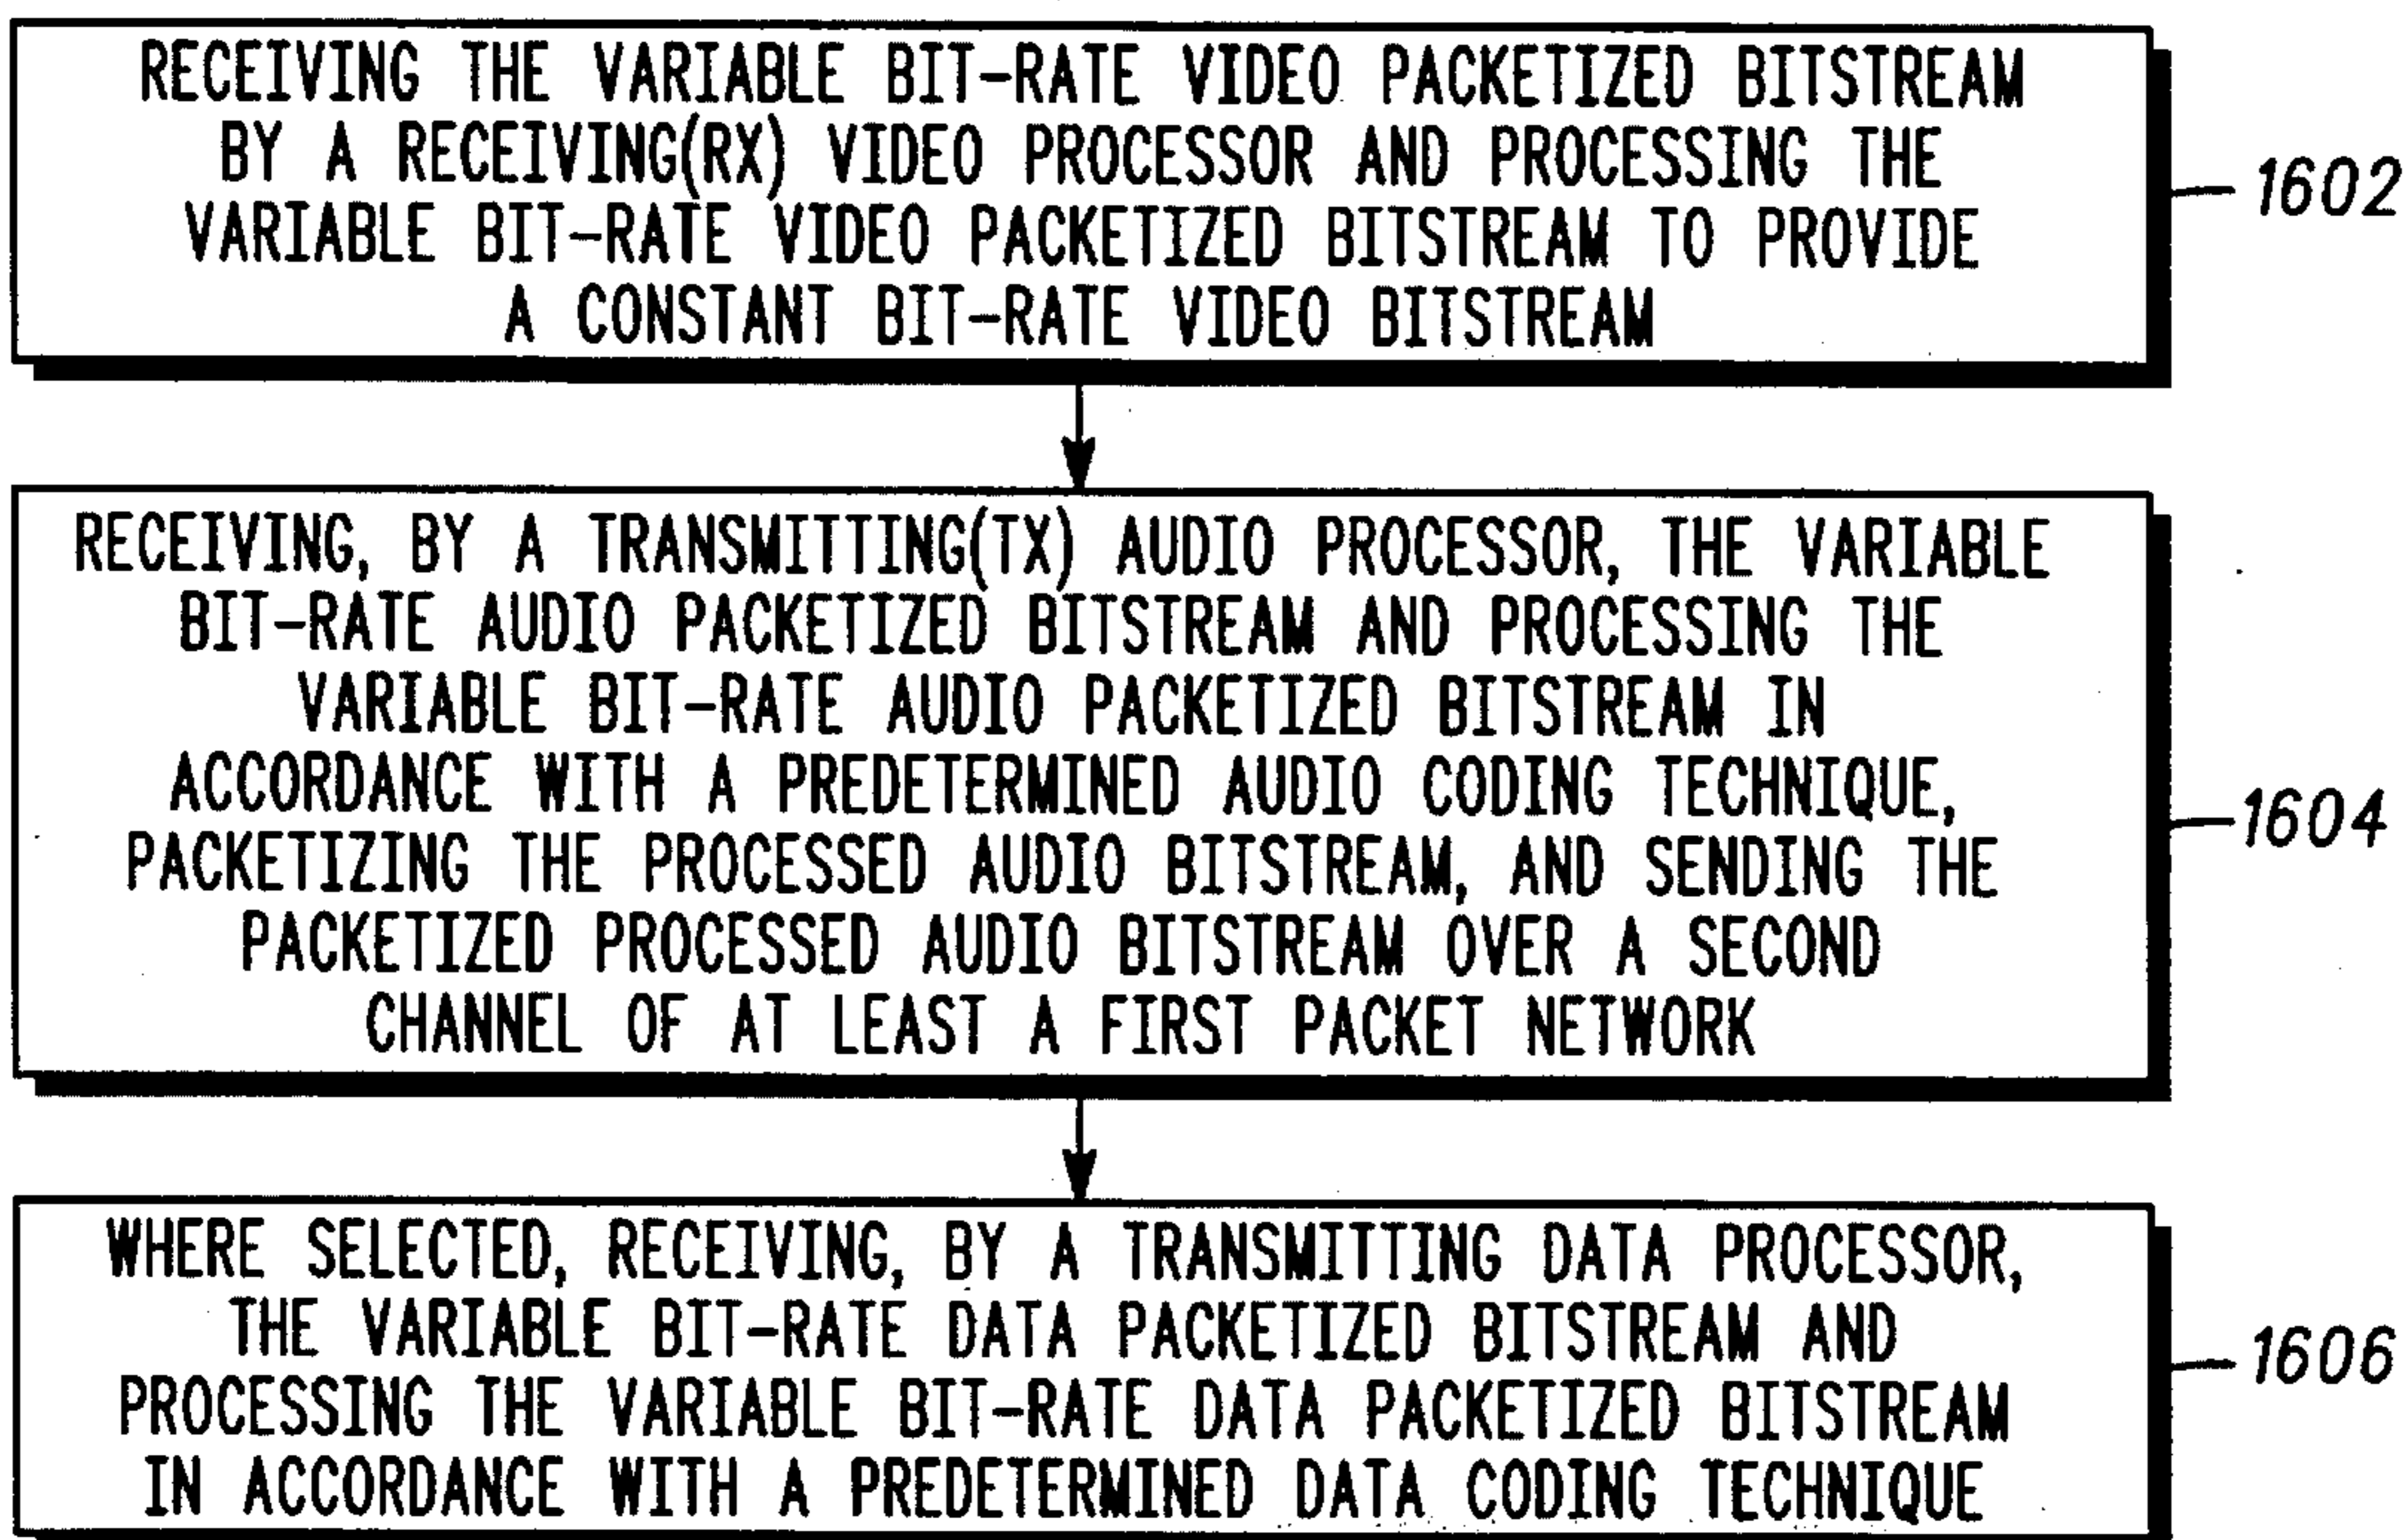 RECEIVING THE VARIABLE BIT-RATE VIDEO PACKETIZED BITSTREAM
BY A RECEIVING(RX) VIDEO PROCESSOR AND PROCESSING THE
VARIABLE BIT-RATE VIDEO PACKETIZED BITSTREAM TO PROVIDE
A CONSTANT BIT-RATE VIDEO BITSTREAM
1602
RECEIVING, BY A TRANSMITTING(TX) AUDIO PROCESSOR, THE VARIABLE
BIT-RATE AUDIO PACKETIZED BITSTREAM AND PROCESSING THE
VARIABLE BIT-RATE AUDIO PACKETIZED BITSTREAM IN
ACCORDANCE WITH A PREDETERMINED AUDIO CODING TECHNIQUE,
PACKETIZING THE PROCESSED AUDIO BITSTREAM, AND SENDING THE
PACKETIZED PROCESSED AUDIO BITSTREAM OVER A SECOND
CHANNEL OF AT LEAST A FIRST PACKET NETWORK
1604
WHERE SELECTED, RECEIVING, BY A TRANSMITTING DATA PROCESSOR,
THE VARIABLE BIT-RATE DATA PACKETIZED BITSTREAM AND
PROCESSING THE VARIABLE BIT-RATE DATA PACKETIZED BITSTREAM
IN ACCORDANCE WITH A PREDETERMINED DATA CODING TECHNIQUE
1606